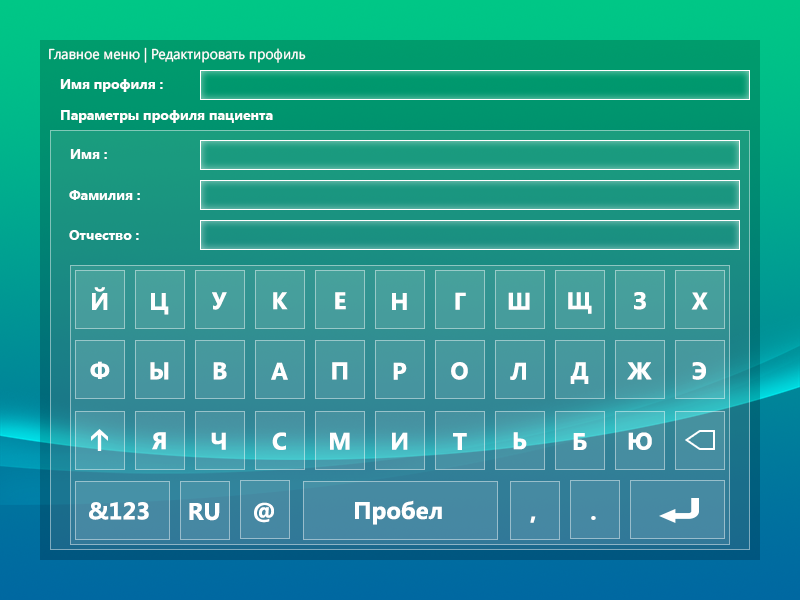 Главное меню | Редактировать профиль
Имя профиля :
Параметры профиля пациента
Имя :
Фамилия :
Отчество :
Й Ц У К Е Н Г Ш Щ З Х
Ф Ы В А П Р О Л Д Ж Э
Я Ч С М И Т Ь Б Ю
&123 RU @ Пробел , .